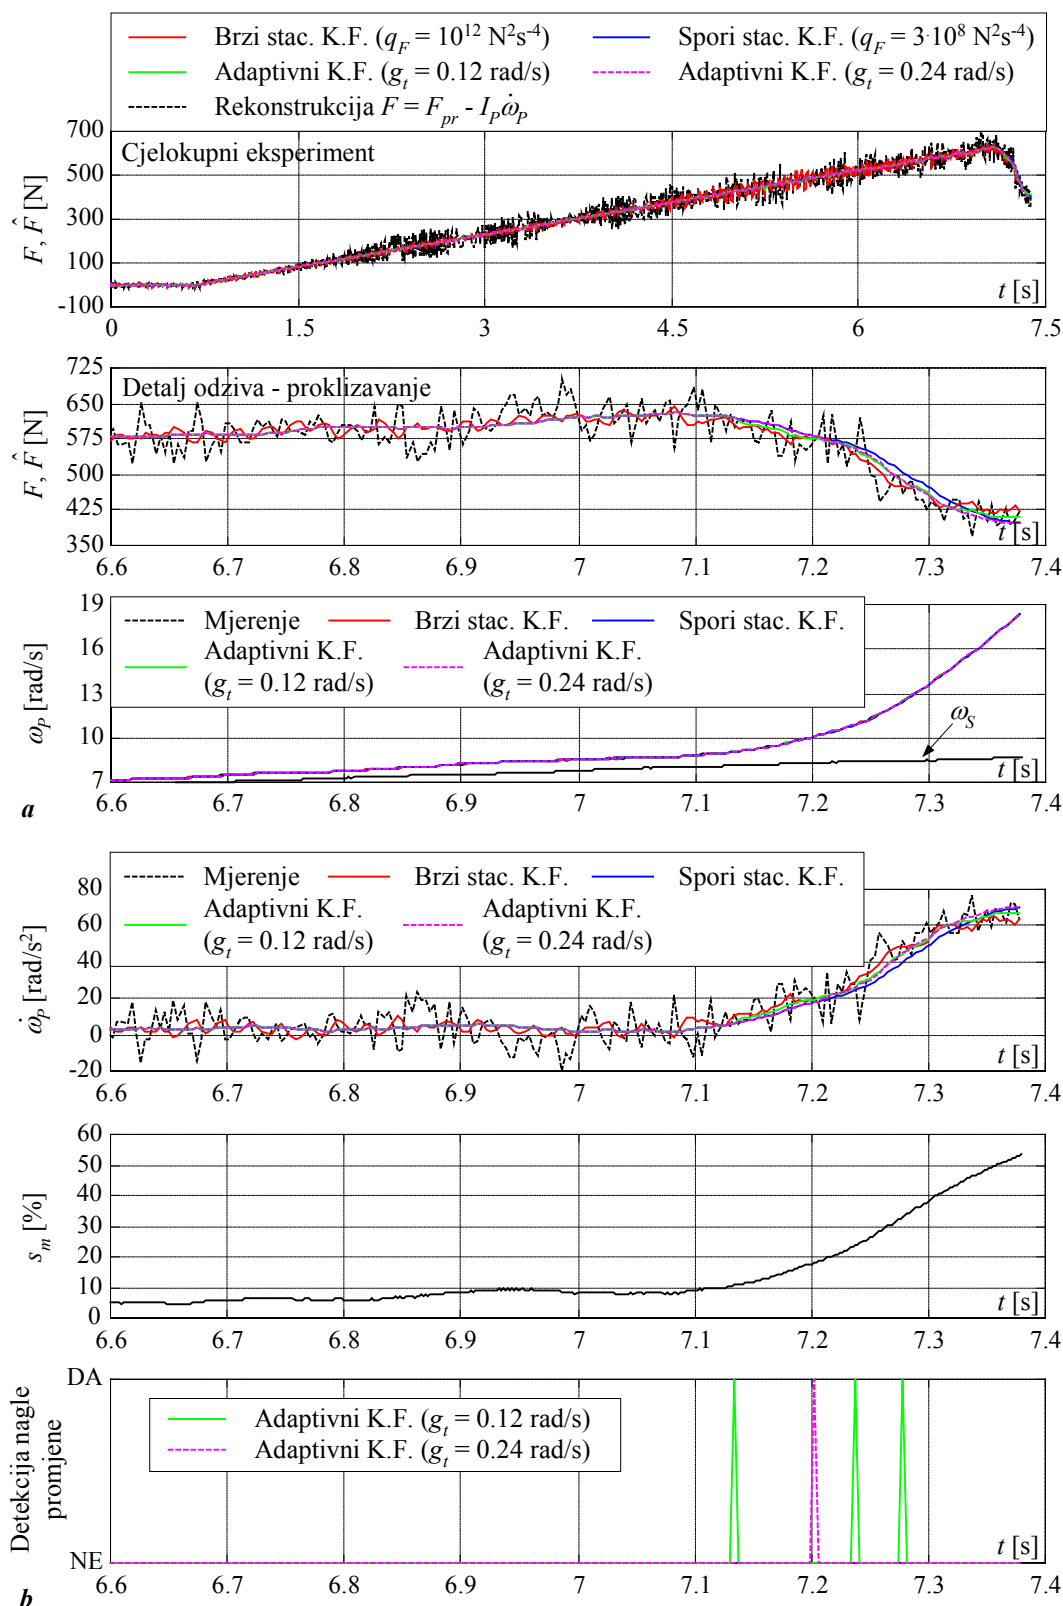 Brzi stac. K.F. (q_F = 10¹² N²s⁻⁴)
Spori stac. K.F. (q_F = 3·10⁸ N²s⁻⁴)
Adaptivni K.F. (g_t = 0.12 rad/s)
Adaptivni K.F. (g_t = 0.24 rad/s)
Rekonstrukcija F = F_pr - I_P ω̇_P
Cjelokupni eksperiment
F, F̂ [N]
700
500
300
100
-100
0 1.5 3 4.5 6 7.5
t [s]
Detalj odziva - proklizavanje
F, F̂ [N]
725
650
575
500
425
350
6.6 6.7 6.8 6.9 7 7.1 7.2 7.3 7.4
t [s]
Mjerenje Brzi stac. K.F. Spori stac. K.F.
Adaptivni K.F. (g_t = 0.12 rad/s)
Adaptivni K.F. (g_t = 0.24 rad/s)
ω_P [rad/s]
19
16
13
10
7
ω_S
6.6 6.7 6.8 6.9 7 7.1 7.2 7.3 7.4
t [s]
a
Mjerenje Brzi stac. K.F. Spori stac. K.F.
Adaptivni K.F. (g_t = 0.12 rad/s)
Adaptivni K.F. (g_t = 0.24 rad/s)
ω̇_P [rad/s²]
80
60
40
20
0
-20
6.6 6.7 6.8 6.9 7 7.1 7.2 7.3 7.4
t [s]
s_m [%]
60
50
40
30
20
10
0
6.6 6.7 6.8 6.9 7 7.1 7.2 7.3 7.4
t [s]
Detekcija nagle
promjene
DA
NE
Adaptivni K.F. (g_t = 0.12 rad/s)
Adaptivni K.F. (g_t = 0.24 rad/s)
6.6 6.7 6.8 6.9 7 7.1 7.2 7.3 7.4
t [s]
b